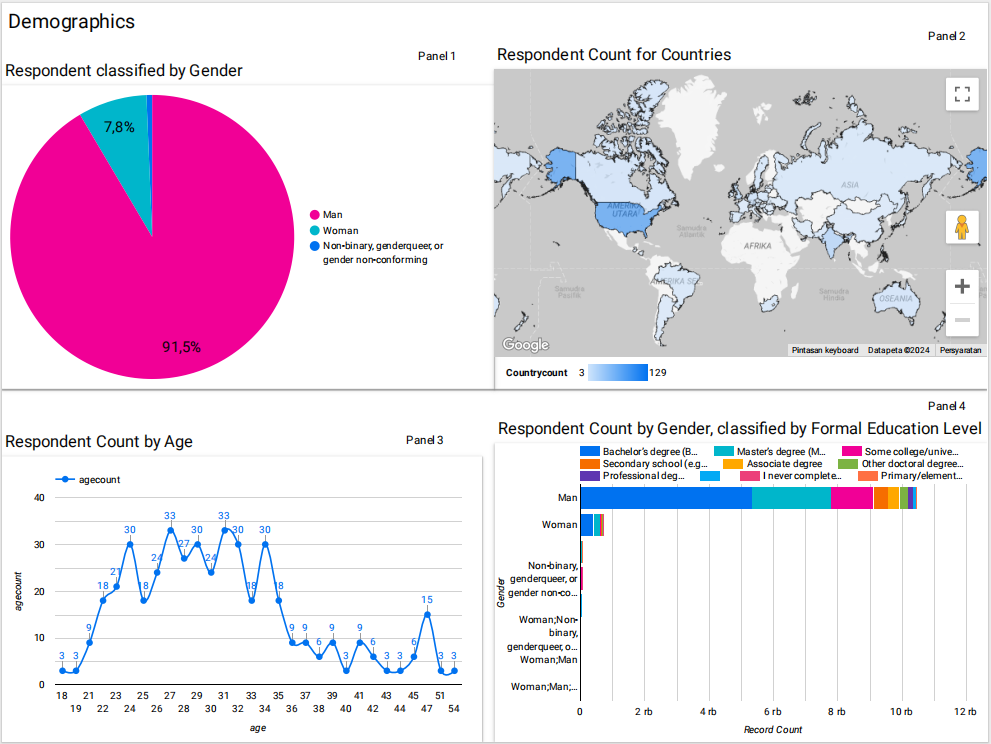 Demographics
Panel 1
Respondent classified by Gender
7,8%
91,5%
Man
Woman
Non-binary, genderqueer, or
gender non-conforming
Panel 2
Respondent Count for Countries
AMERIKA
UTARA
Samudra
Atlantik
ASIA
AFRIKA
Samudra
Pasifik
AMERIKA SEL
Samudra
Hindia
OSEANIA
Google
Pintasan keyboard
Datapeta ©2024
Persyaratan
Countrycount 3 129
Panel 3
Respondent Count by Age
agecount
40
30
20
10
0
agecount
3 3 9 18 21 30 18 24 33 27 30 24 33 30 18 30 18 9 9 6 9 3 9 6 3 3 6 15 3 3
18 21 23 25 27 29 31 33 35 37 39 41 43 45 51
19 22 24 26 28 30 32 34 36 38 40 42 44 47 54
age
Panel 4
Respondent Count by Gender, classified by Formal Education Level
Bachelor's degree (B... Master's degree (M... Some college/unive...
Secondary school (e.g... Associate degree Other doctoral degree...
Professional deg... I never complete... Primary/element...
Man
Woman
Non-binary,
genderqueer, or
gender non-co...
Woman;Non-
binary,
genderqueer, o...
Woman;Man
Woman;Man;...
Gender
0 2 rb 4 rb 6 rb 8 rb 10 rb 12 rb
Record Count